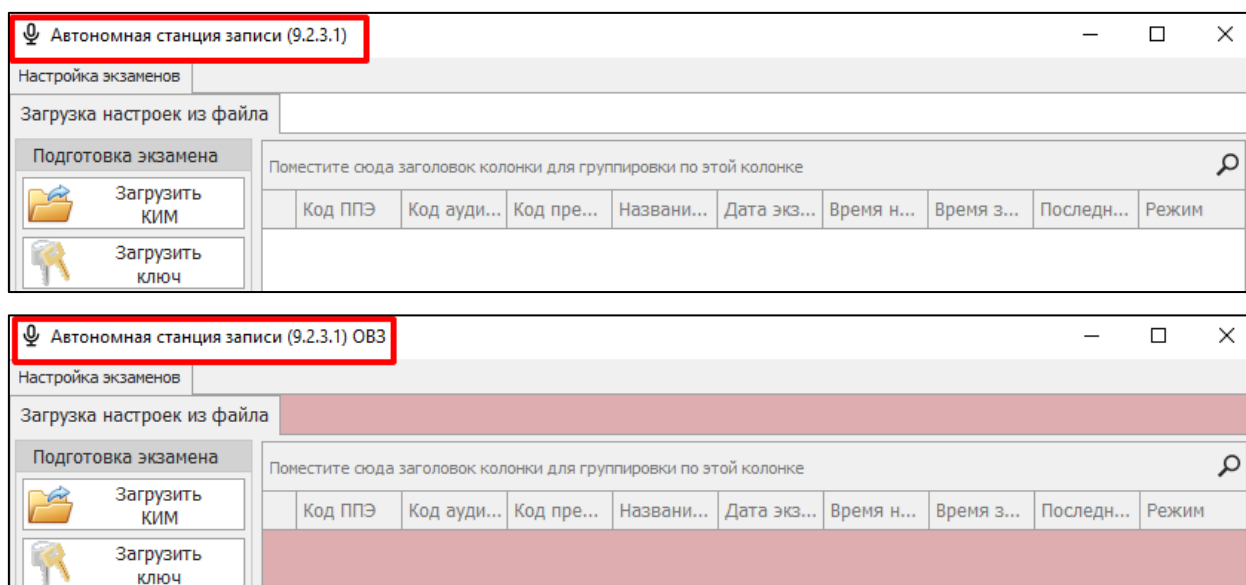 Автономная станция записи (9.2.3.1)
Настройка экзаменов
Загрузка настроек из файла
Подготовка экзамена
Поместите сюда заголовок колонки для группировки по этой колонке
Загрузить
КИМ
Код ППЭ Код ауди... Код пре... Названи... Дата экз... Время н... Время з... Последн... Режим
Загрузить
ключ
Автономная станция записи (9.2.3.1) ОВЗ
Настройка экзаменов
Загрузка настроек из файла
Подготовка экзамена
Поместите сюда заголовок колонки для группировки по этой колонке
Загрузить
КИМ
Код ППЭ Код ауди... Код пре... Названи... Дата экз... Время н... Время з... Последн... Режим
Загрузить
ключ